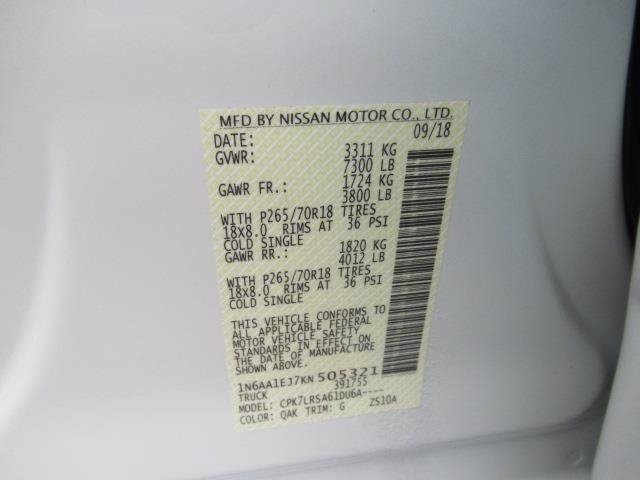 MFD BY NISSAN MOTOR CO., LTD.
DATE: 09/18
GVWR: 3311 KG
7300 LB
GAWR FR.: 1724 KG
3800 LB
WITH P265/70R18 TIRES
18x8.0 RIMS AT 36 PSI
COLD SINGLE
GAWR RR.: 1820 KG
4012 LB
WITH P265/70R18 TIRES
18x8.0 RIMS AT 36 PSI
COLD SINGLE
THIS VEHICLE CONFORMS TO
ALL APPLICABLE FEDERAL
MOTOR VEHICLE SAFETY
STANDARDS IN EFFECT ON
THE DATE OF MANUFACTURE
1N6AA1EJ7KN 505321
TRUCK 391755
MODEL: CPK7LRSA61DU6A----
COLOR: QAK TRIM: G ZS10A